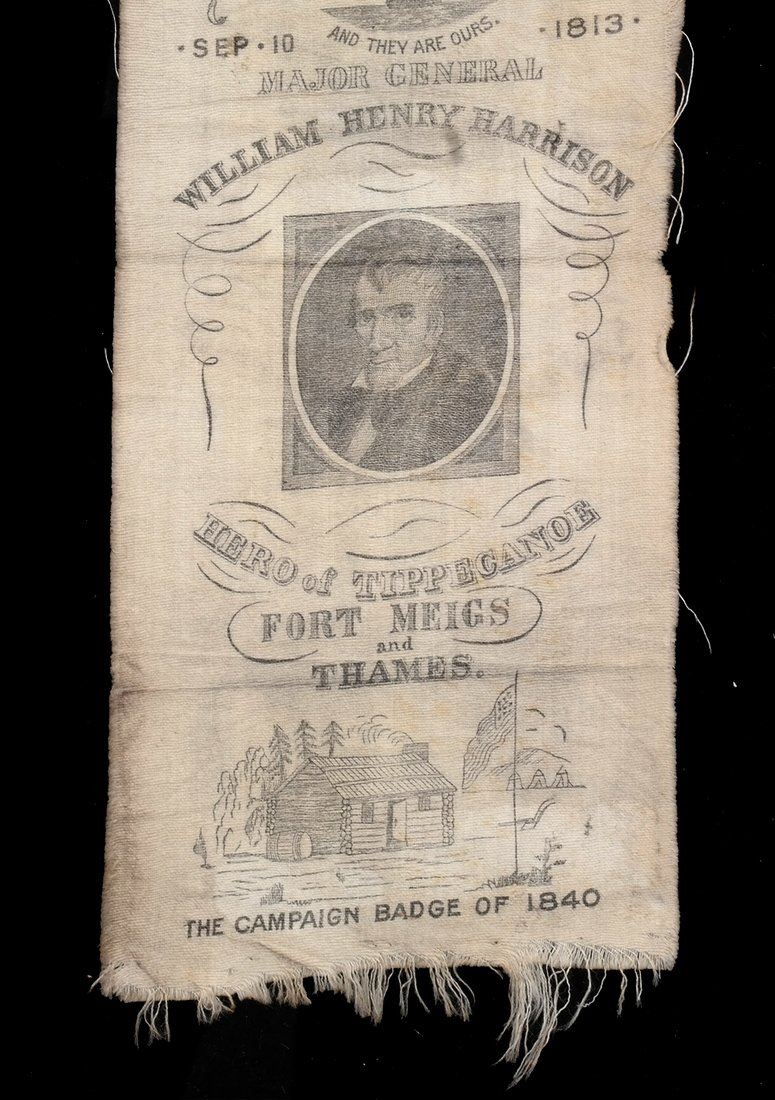 AND THEY ARE OURS.
·SEP·10 ·1813·
MAJOR GENERAL
WILLIAM HENRY HARRISON
HERO of TIPPECANOE
FORT MEIGS
and
THAMES.
THE CAMPAIGN BADGE OF 1840